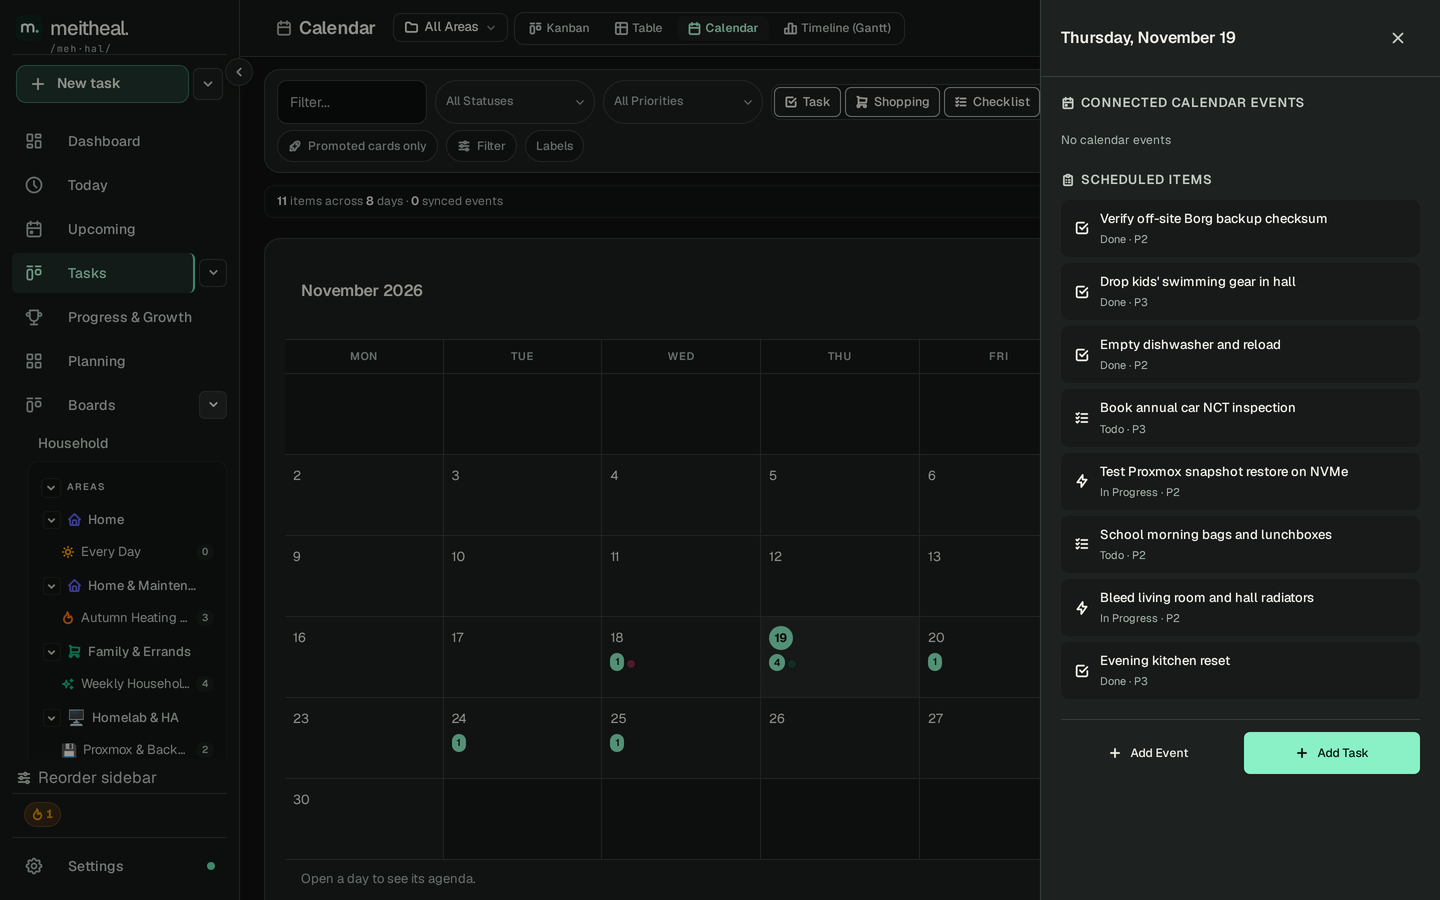 m. meitheal.
/meh·hal/
New task
Dashboard
Today
Upcoming
Tasks
Progress & Growth
Planning
Boards
Household
AREAS
Home
Every Day 0
Home & Mainten...
Autumn Heating ... 3
Family & Errands
Weekly Househol... 4
Homelab & HA
Proxmox & Back... 2
Reorder sidebar
1
Settings
Calendar
All Areas
Kanban
Table
Calendar
Timeline (Gantt)
Filter...
All Statuses
All Priorities
Task
Shopping
Checklist
Promoted cards only
Filter
Labels
11 items across 8 days · 0 synced events
November 2026
MON TUE WED THU FRI
2 3 4 5 6
9 10 11 12 13
16 17 18 19 20
1 4 1
23 24 25 26 27
1 1
30
Open a day to see its agenda.
Thursday, November 19
CONNECTED CALENDAR EVENTS
No calendar events
SCHEDULED ITEMS
Verify off-site Borg backup checksum
Done · P2
Drop kids' swimming gear in hall
Done · P3
Empty dishwasher and reload
Done · P2
Book annual car NCT inspection
Todo · P3
Test Proxmox snapshot restore on NVMe
In Progress · P2
School morning bags and lunchboxes
Todo · P2
Bleed living room and hall radiators
In Progress · P2
Evening kitchen reset
Done · P3
Add Event
Add Task